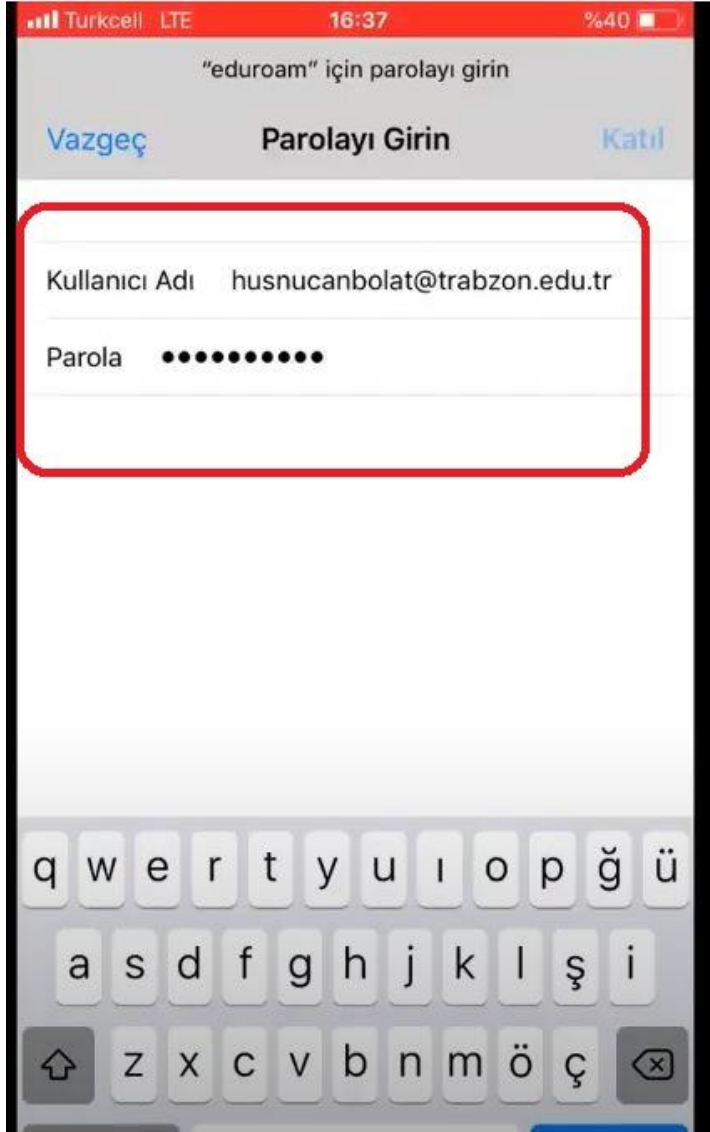 Turkcell LTE 16:37 %40
“eduroam” için parolayı girin
Vazgeç Parolayı Girin Katıl
Kullanıcı Adı husnucanbolat@trabzon.edu.tr
Parola ••••••••••
q w e r t y u ı o p ğ ü
a s d f g h j k l ş i
z x c v b n m ö ç